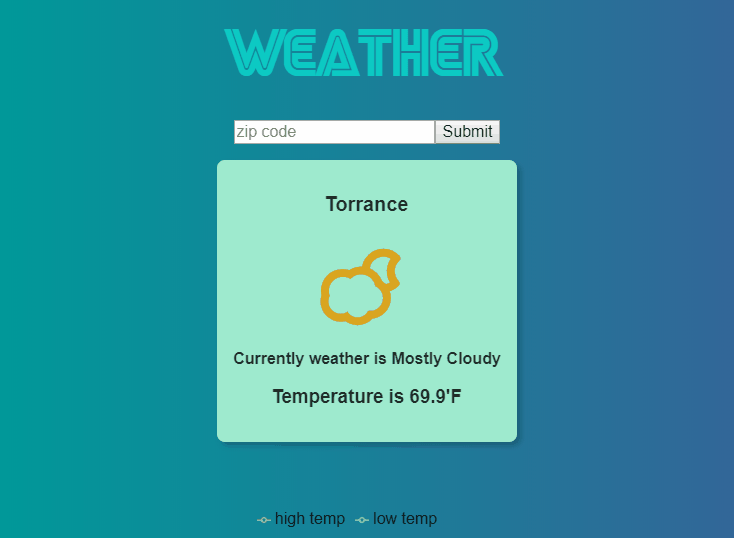 WEATHER
zip code Submit
Torrance
Currently weather is Mostly Cloudy
Temperature is 69.9'F
high temp low temp